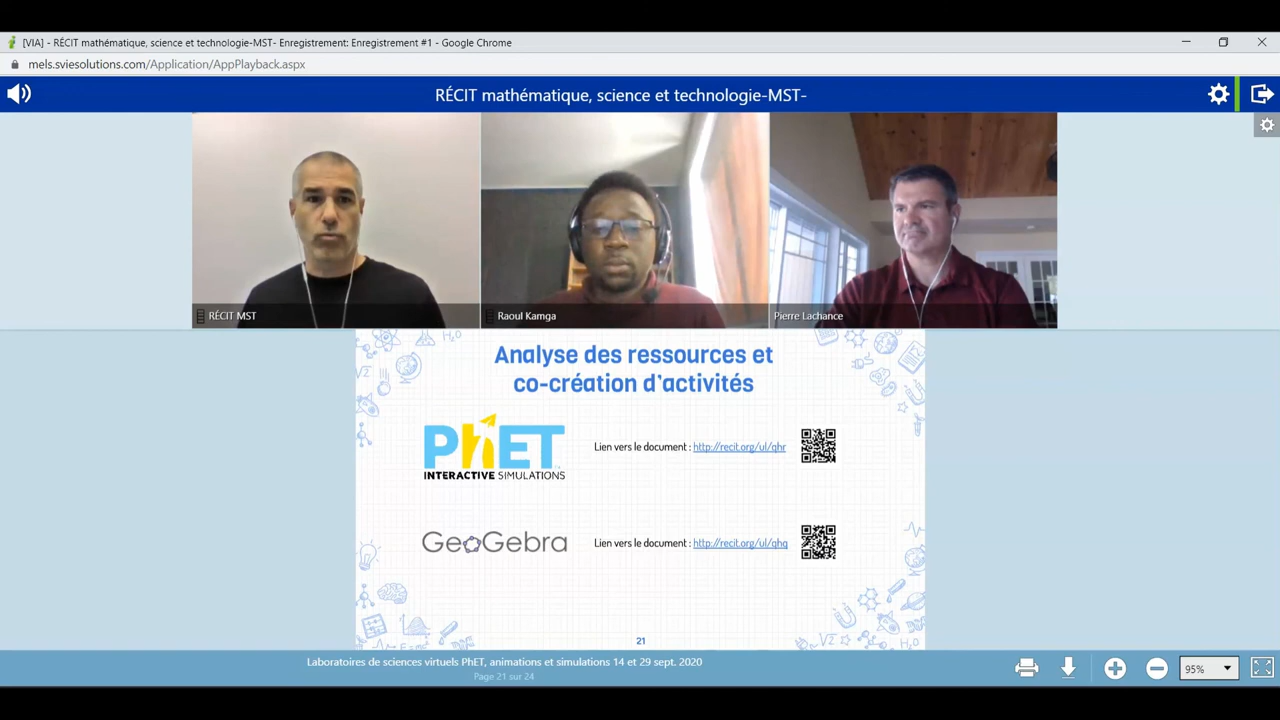 [VIA] - RÉCIT mathématique, science et technologie-MST- Enregistrement: Enregistrement #1 - Google Chrome
mels.sviesolutions.com/Application/AppPlayback.aspx
RÉCIT mathématique, science et technologie-MST-
RÉCIT MST
Raoul Kamga
Pierre Lachance
H₂O
√2
Analyse des ressources et
co-création d'activités
PhET
INTERACTIVE SIMULATIONS
Lien vers le document : http://recit.org/ul/qhr
GeoGebra
Lien vers le document : http://recit.org/ul/qhq
√2
H₂O
21
Laboratoires de sciences virtuels PhET, animations et simulations 14 et 29 sept. 2020
Page 21 sur 24
95%